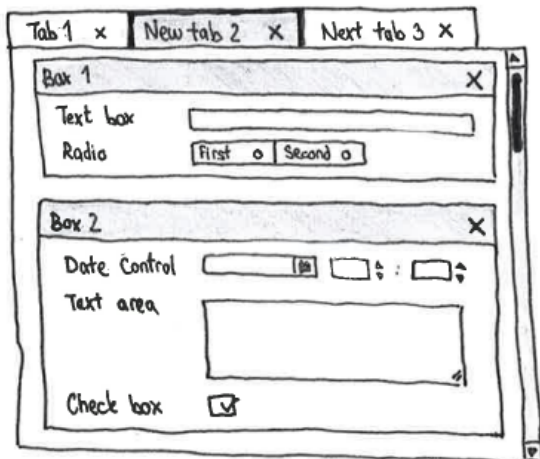 Tab 1 x New tab 2 x Next tab 3 x
Box 1 X
Text box
Radio First Second
Box 2 X
Date Control :
Text area
Check box